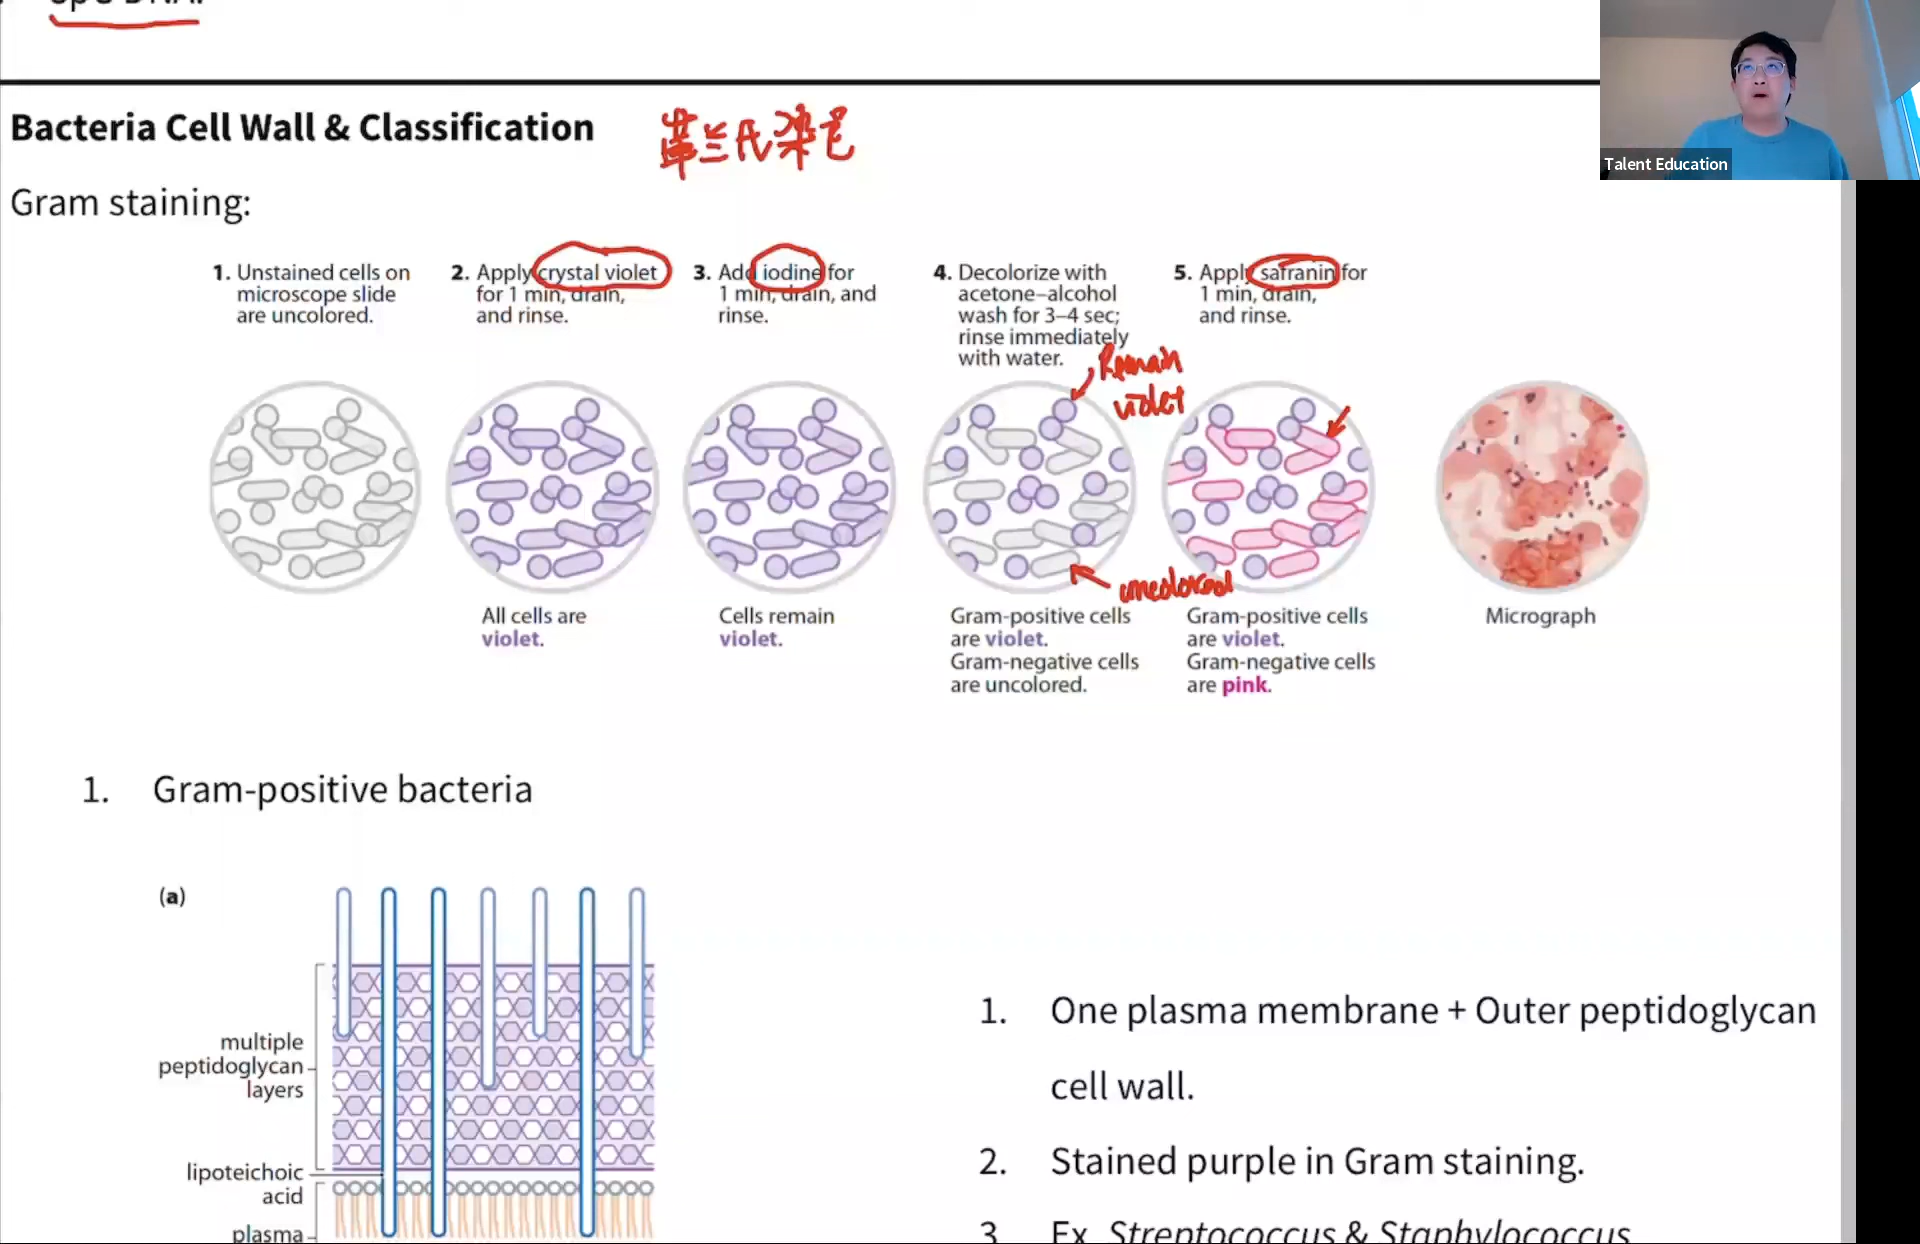 Talent Education
Bacteria Cell Wall & Classification
革兰氏染色
Gram staining:
1. Unstained cells on
microscope slide
are uncolored.
2. Apply crystal violet
for 1 min, drain,
and rinse.
3. Add iodine for
1 min, drain, and
rinse.
4. Decolorize with
acetone–alcohol
wash for 3–4 sec;
rinse immediately
with water.
5. Apply safranin for
1 min, drain,
and rinse.
Remain
violet
uncolored
All cells are
violet.
Cells remain
violet.
Gram-positive cells
are violet.
Gram-negative cells
are uncolored.
Gram-positive cells
are violet.
Gram-negative cells
are pink.
Micrograph
1. Gram-positive bacteria
(a)
multiple
peptidoglycan
layers
lipoteichoic
acid
plasma
1. One plasma membrane + Outer peptidoglycan
cell wall.
2. Stained purple in Gram staining.
3 Ex. Streptococcus & Staphylococcus